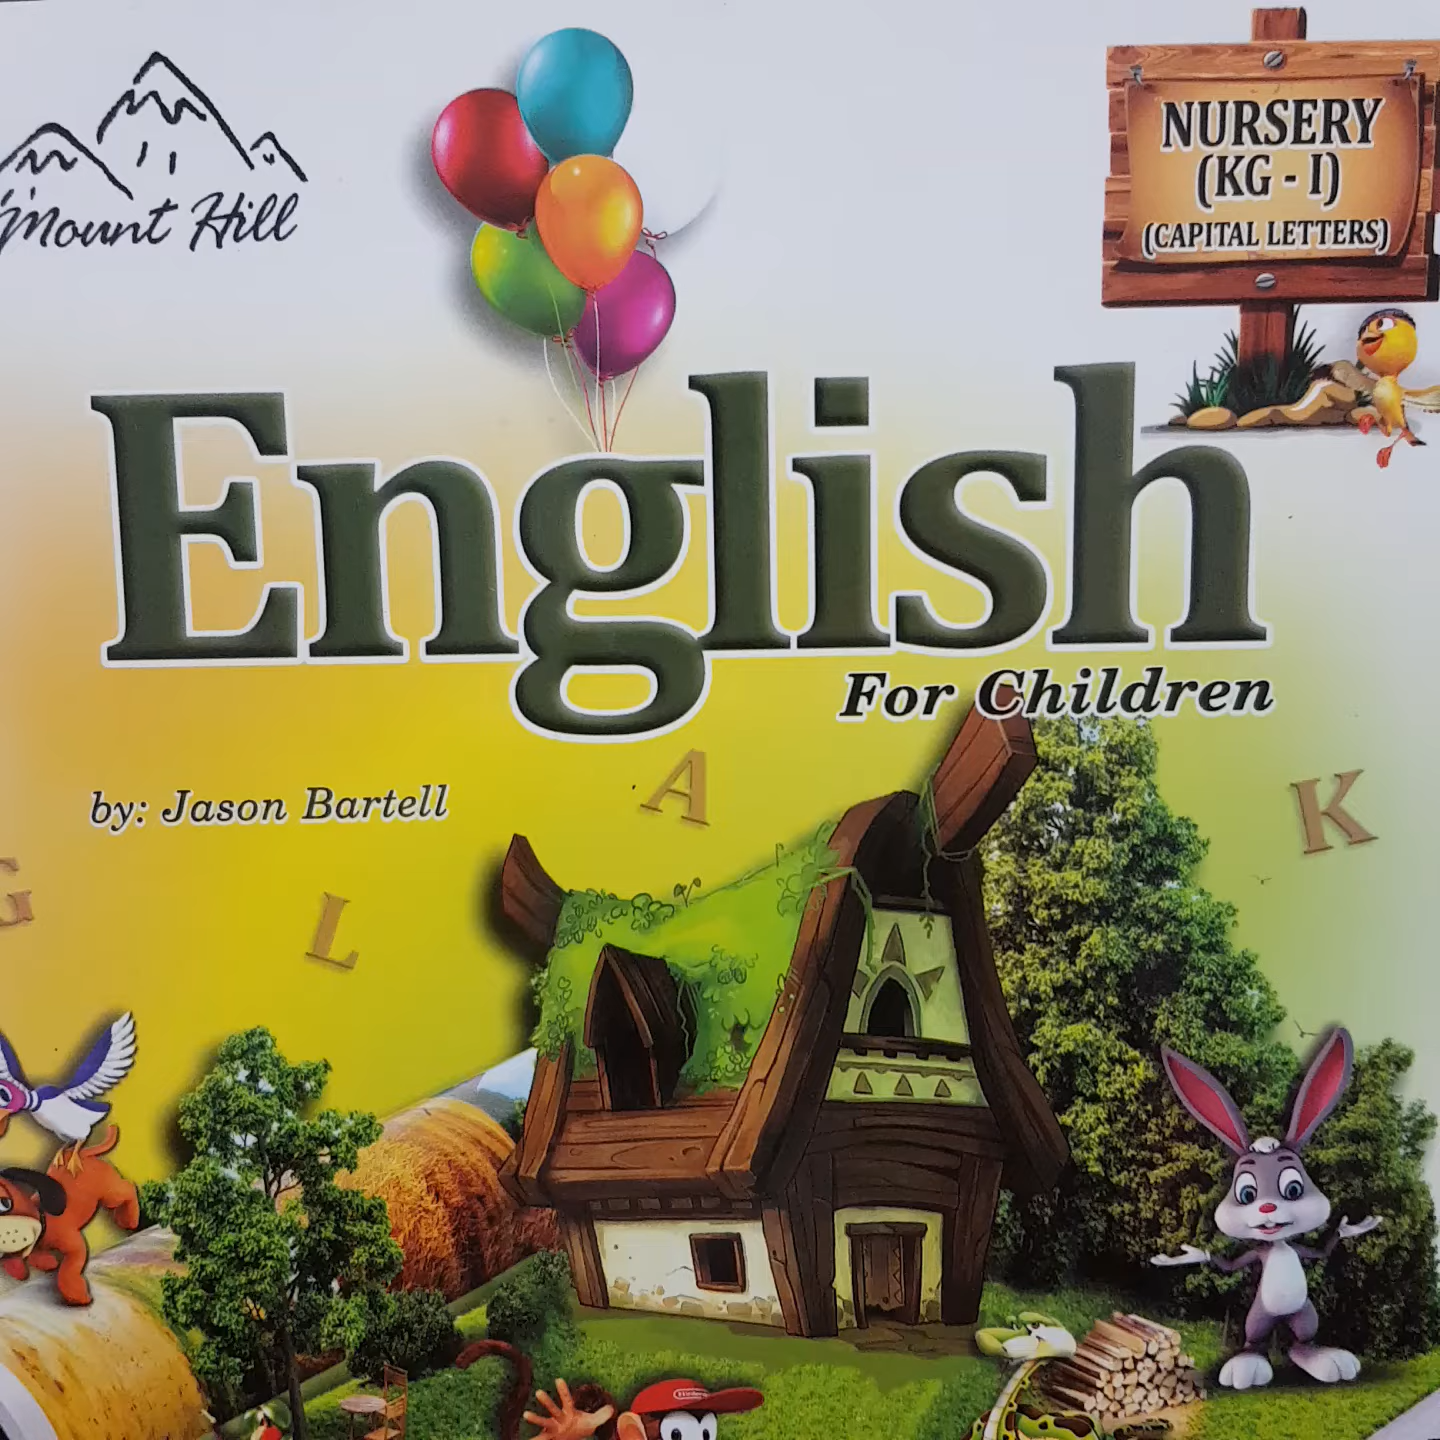 Mount Hill
NURSERY
(KG - I)
(CAPITAL LETTERS)
English
For Children
by: Jason Bartell
A
K
G
L